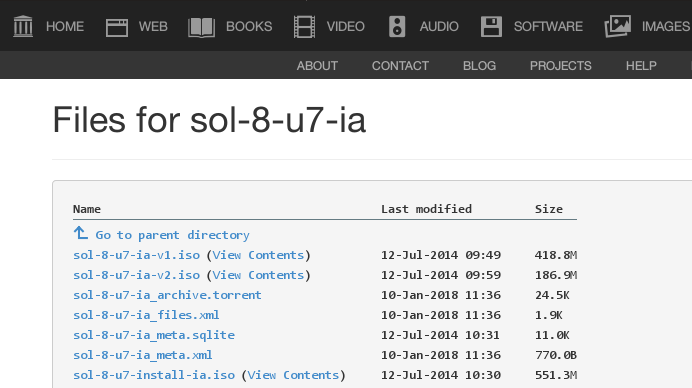 HOME WEB BOOKS VIDEO AUDIO SOFTWARE IMAGES
ABOUT CONTACT BLOG PROJECTS HELP
Files for sol-8-u7-ia
Name Last modified Size
Go to parent directory
sol-8-u7-ia-v1.iso (View Contents) 12-Jul-2014 09:49 418.8M
sol-8-u7-ia-v2.iso (View Contents) 12-Jul-2014 09:59 186.9M
sol-8-u7-ia_archive.torrent 10-Jan-2018 11:36 24.5K
sol-8-u7-ia_files.xml 10-Jan-2018 11:36 1.9K
sol-8-u7-ia_meta.sqlite 12-Jul-2014 10:31 11.0K
sol-8-u7-ia_meta.xml 10-Jan-2018 11:36 770.0B
sol-8-u7-install-ia.iso (View Contents) 12-Jul-2014 10:30 551.3M